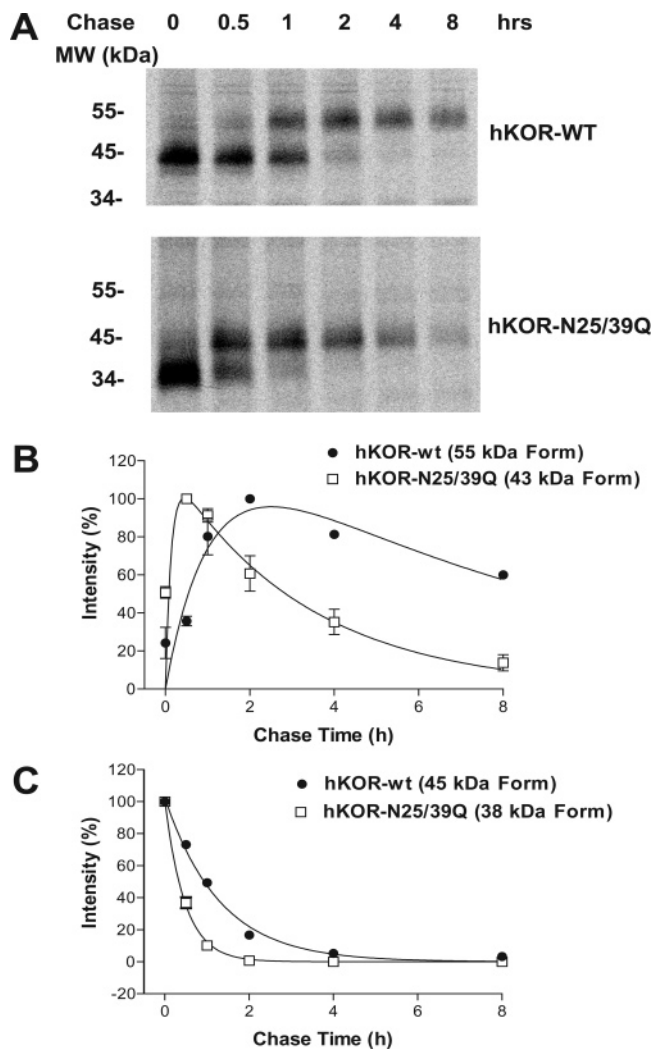 A
Chase 0 0.5 1 2 4 8 hrs
MW (kDa)
55-
45-
34-
hKOR-WT
55-
45-
34-
hKOR-N25/39Q
B
● hKOR-wt (55 kDa Form)
□ hKOR-N25/39Q (43 kDa Form)
Intensity (%)
120
100
80
60
40
20
0
0 2 4 6 8
Chase Time (h)
C
● hKOR-wt (45 kDa Form)
□ hKOR-N25/39Q (38 kDa Form)
Intensity (%)
120
100
80
60
40
20
0
-20
0 2 4 6 8
Chase Time (h)